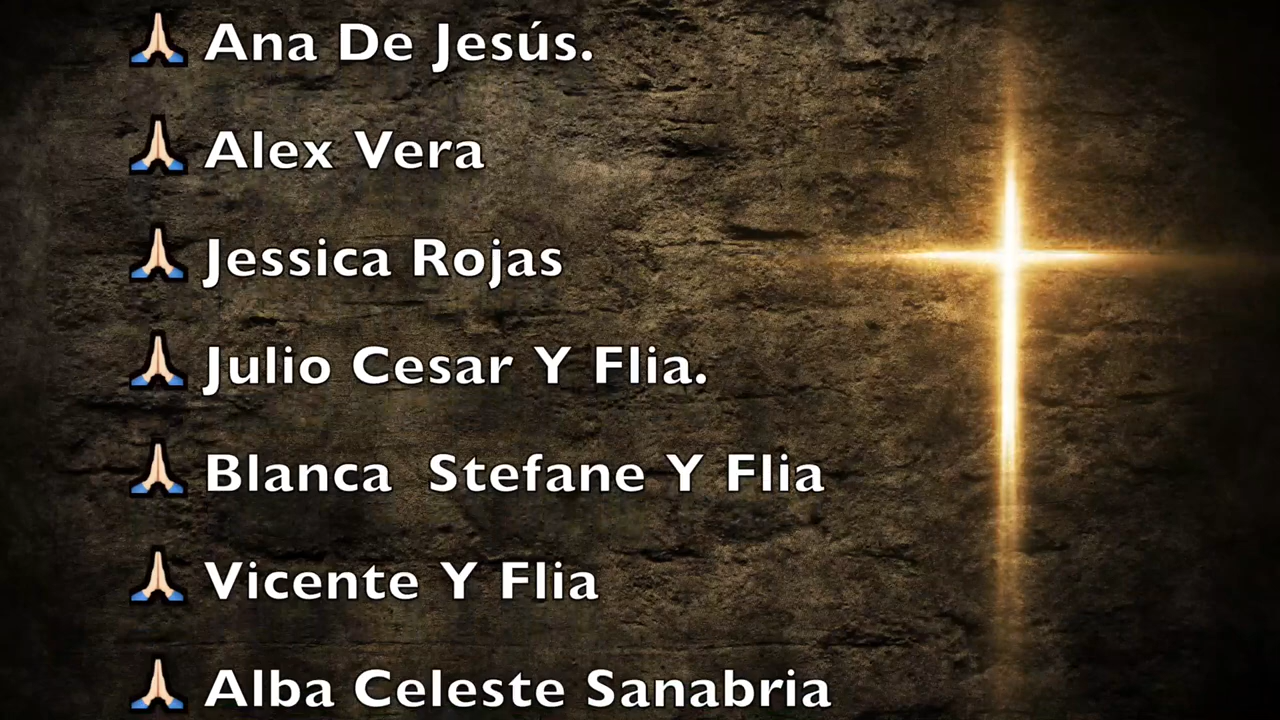 🙏🏻 Ana De Jesús.
🙏🏻 Alex Vera
🙏🏻 Jessica Rojas
🙏🏻 Julio Cesar Y Flia.
🙏🏻 Blanca  Stefane Y Flia
🙏🏻 Vicente Y Flia
🙏🏻 Alba Celeste Sanabria